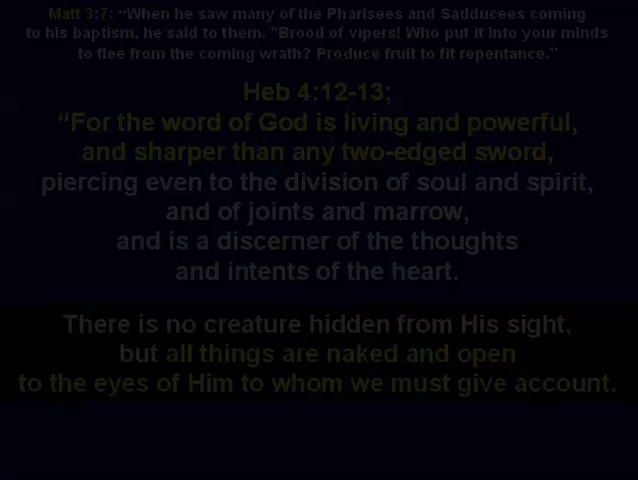 Matt 3:7; “When he saw many of the Pharisees and Sadducees coming
to his baptism, he said to them, "Brood of vipers! Who put it into your minds
to flee from the coming wrath? Produce fruit to fit repentance.”
Heb 4:12-13;
“For the word of God is living and powerful,
and sharper than any two-edged sword,
piercing even to the division of soul and spirit,
and of joints and marrow,
and is a discerner of the thoughts
and intents of the heart.
There is no creature hidden from His sight,
but all things are naked and open
to the eyes of Him to whom we must give account.